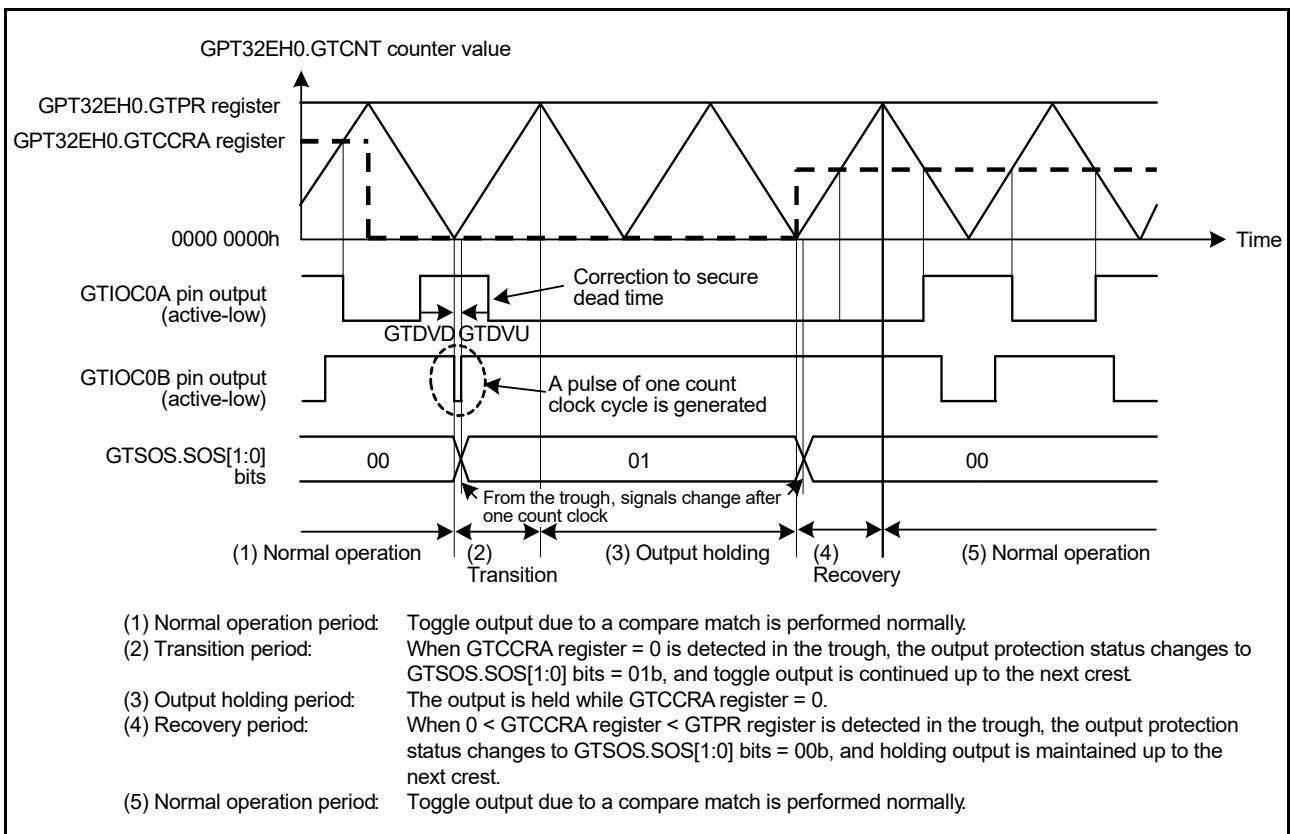 GPT32EH0.GTCNT counter value
GPT32EH0.GTPR register
GPT32EH0.GTCCRA register
0000 0000h
Time
GTIOC0A pin output
(active-low)
Correction to secure
dead time
GTDVD GTDVU
GTIOC0B pin output
(active-low)
A pulse of one count
clock cycle is generated
GTSOS.SOS[1:0]
bits
00
01
00
From the trough, signals change after
one count clock
(1) Normal operation
(2)
Transition
(3) Output holding
(4)
Recovery
(5) Normal operation
(1) Normal operation period: Toggle output due to a compare match is performed normally.
(2) Transition period: When GTCCRA register = 0 is detected in the trough, the output protection status changes to
GTSOS.SOS[1:0] bits = 01b, and toggle output is continued up to the next crest.
(3) Output holding period: The output is held while GTCCRA register = 0.
(4) Recovery period: When 0 < GTCCRA register < GTPR register is detected in the trough, the output protection
status changes to GTSOS.SOS[1:0] bits = 00b, and holding output is maintained up to the
next crest.
(5) Normal operation period: Toggle output due to a compare match is performed normally.